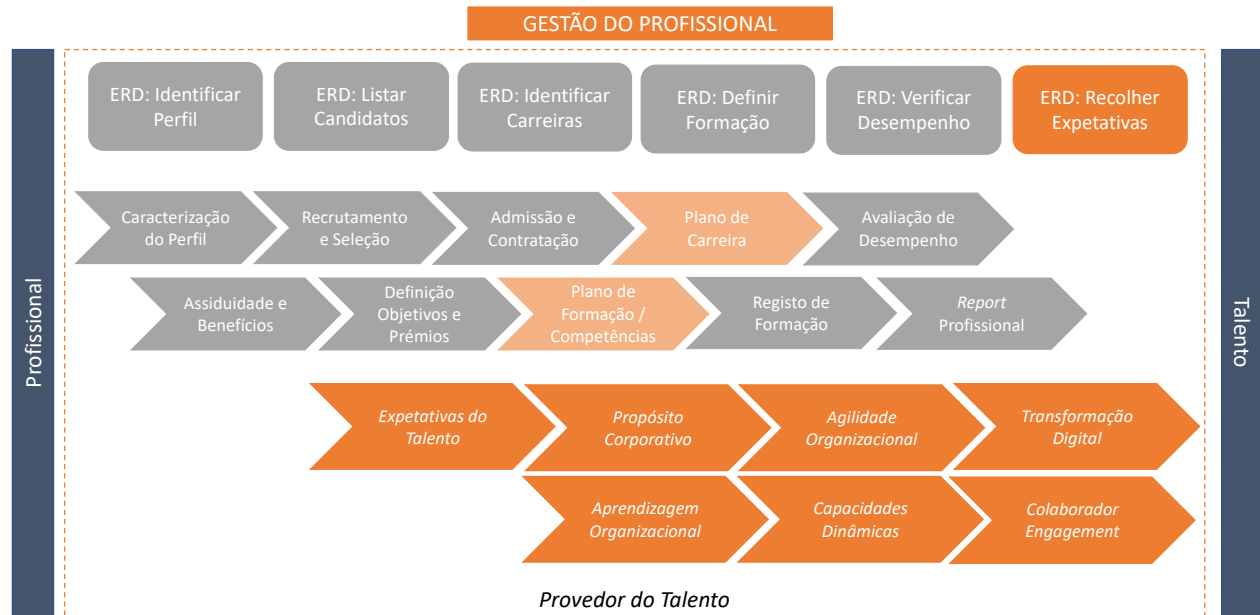 GESTÃO DO PROFISSIONAL
Profissional
ERD: Identificar
Perfil
ERD: Listar
Candidatos
ERD: Identificar
Carreiras
ERD: Definir
Formação
ERD: Verificar
Desempenho
ERD: Recolher
Expetativas
Caracterização
do Perfil
Recrutamento
e Seleção
Admissão e
Contratação
Plano de
Carreira
Avaliação de
Desempenho
Assiduidade e
Benefícios
Definição
Objetivos e
Prémios
Plano de
Formação /
Competências
Registo de
Formação
Report
Profissional
Expetativas do
Talento
Propósito
Corporativo
Agilidade
Organizacional
Transformação
Digital
Aprendizagem
Organizacional
Capacidades
Dinâmicas
Colaborador
Engagement
Provedor do Talento
Talento